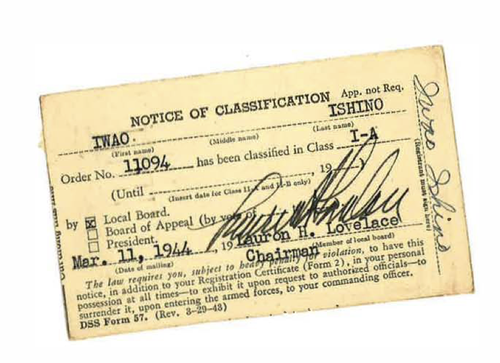 App. not Req.
NOTICE OF CLASSIFICATION
IWAO ISHINO
(First name) (Middle name) (Last name)
Order No. 11094 has been classified in Class I-A
(Until , 19 )
(Insert date for Class II-A and II-B only)
by ☒ Local Board.
☐ Board of Appeal (by vote of
☐ President.
Mar. 11, 1944 , 19 Lauron H. Lovelace
(Date of mailing) Chairman (Member of local board)
The law requires you, subject to heavy penalty for violation, to have this
notice, in addition to your Registration Certificate (Form 2), in your personal
possession at all times—to exhibit it upon request to authorized officials—to
surrender it, upon entering the armed forces, to your commanding officer.
DSS Form 57. (Rev. 3-29-43)
Iwao Ishino
(Registrant must sign here)